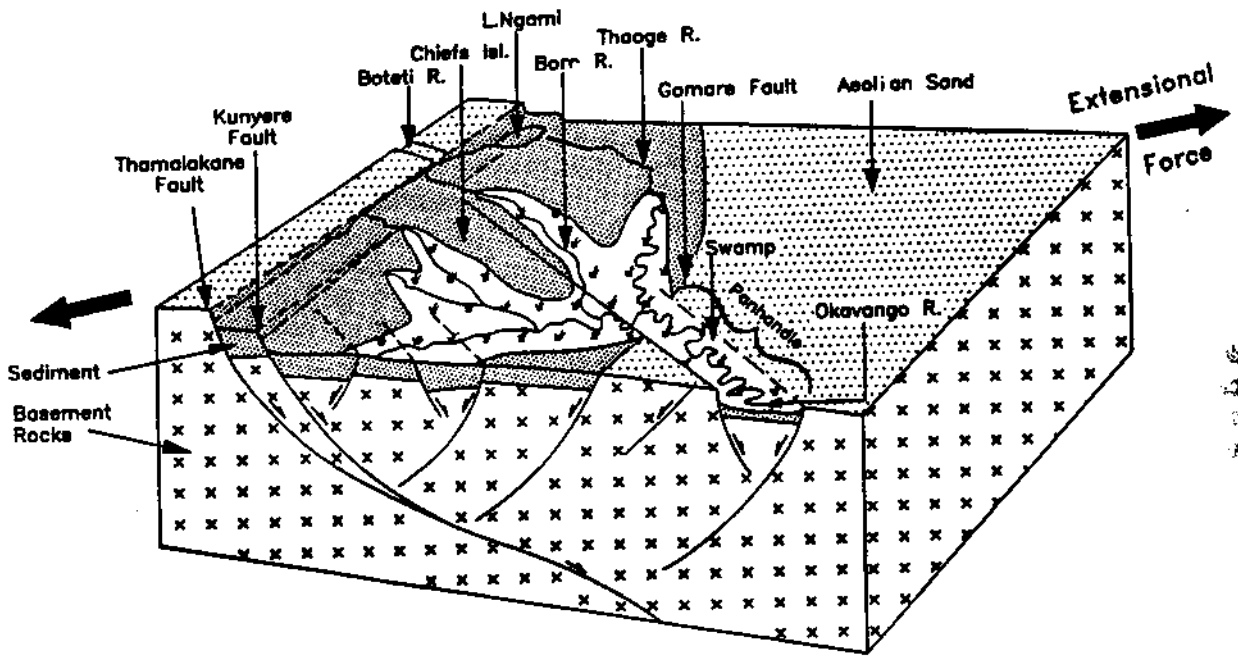 L.Ngami
Thaoge R.
Chiefs Isl.
Boro R.
Boteti R.
Gomare Fault
Aeolian Sand
Extensional
Force
Kunyere
Fault
Thamalakane
Fault
Swamp
Panhandle
Okavango R.
Sediment
Basement
Rocks